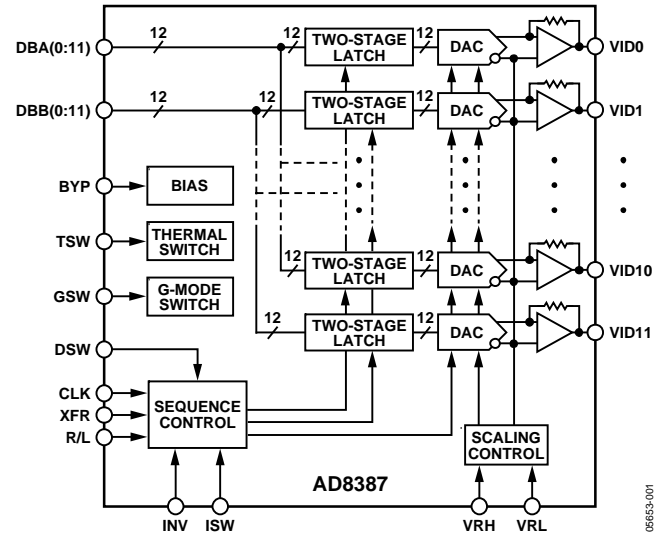 DBA(0:11) 12 12 TWO-STAGE LATCH 12 DAC VID0
DBB(0:11) 12 12 TWO-STAGE LATCH 12 DAC VID1
BYP BIAS
TSW THERMAL SWITCH
GSW G-MODE SWITCH
12 TWO-STAGE LATCH 12 DAC VID10
12 TWO-STAGE LATCH 12 DAC VID11
DSW
CLK
XFR
R/L
SEQUENCE CONTROL
SCALING CONTROL
AD8387
INV ISW VRH VRL
05653-001